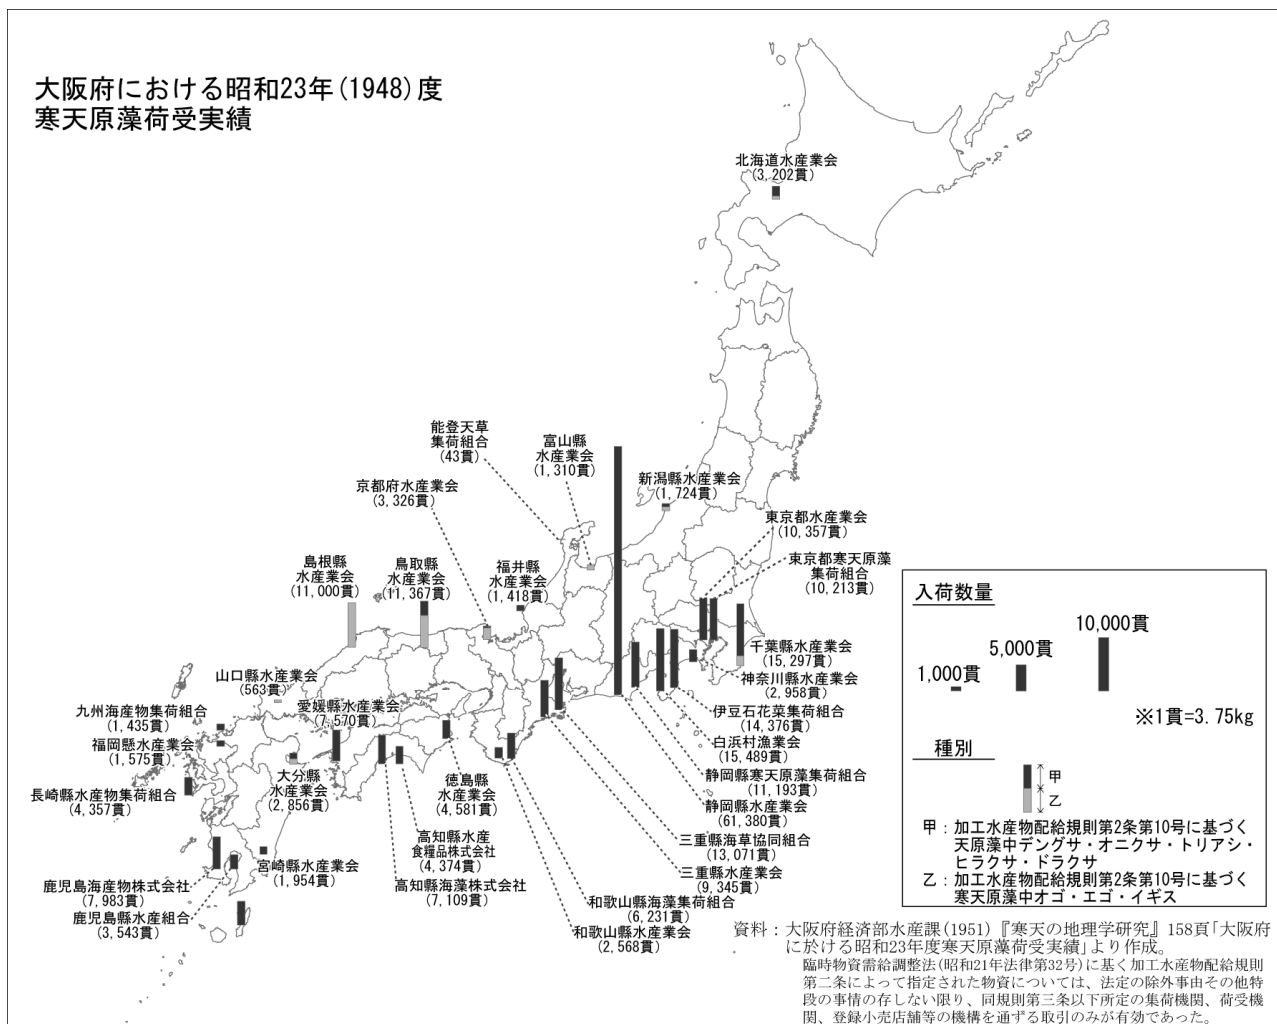 大阪府における昭和23年(1948)度
寒天原藻荷受実績
北海道水産業会
(3,202貫)
能登天草
集荷組合
(43貫)
富山縣
水産業会
(1,310貫)
京都府水産業会
(3,326貫)
新潟縣水産業会
(1,724貫)
東京都水産業会
(10,357貫)
東京都寒天原藻
集荷組合
(10,213貫)
島根縣
水産業会
(11,000貫)
鳥取縣
水産業会
(11,367貫)
福井縣
水産業会
(1,418貫)
千葉縣水産業会
(15,297貫)
神奈川縣水産業会
(2,958貫)
伊豆石花菜集荷組合
(14,376貫)
白浜村漁業会
(15,489貫)
静岡縣寒天原藻集荷組合
(11,193貫)
静岡縣水産業会
(61,380貫)
三重縣海草協同組合
(13,071貫)
三重縣水産業会
(9,345貫)
和歌山縣海藻集荷組合
(6,231貫)
和歌山縣水産業会
(2,568貫)
山口縣水産業会
(563貫)
愛媛縣水産業会
(7,570貫)
九州海産物集荷組合
(1,435貫)
福岡懸水産業会
(1,575貫)
長崎縣水産物集荷組合
(4,357貫)
大分縣
水産業会
(2,856貫)
徳島縣
水産業会
(4,581貫)
高知縣水産
食糧品株式会社
(4,374貫)
高知縣海藻株式会社
(7,109貫)
宮崎縣水産業会
(1,954貫)
鹿児島海産物株式会社
(7,983貫)
鹿児島縣水産組合
(3,543貫)
入荷数量
1,000貫
5,000貫
10,000貫
※1貫=3.75kg
種別
甲
乙
甲：加工水産物配給規則第2条第10号に基づく
天原藻中デングサ・オニクサ・トリアシ・
ヒラクサ・ドラクサ
乙：加工水産物配給規則第2条第10号に基づく
寒天原藻中オゴ・エゴ・イギス
資料：大阪府経済部水産課(1951)『寒天の地理学研究』158頁「大阪府
に於ける昭和23年度寒天原藻荷受実績」より作成。
臨時物資需給調整法(昭和21年法律第32号)に基く加工水産物配給規則
第二条によって指定された物資については、法定の除外事由その他特
段の事情の存しない限り、同規則第三条以下所定の集荷機関、荷受機
関、登録小売店舗等の機構を通ずる取引のみが有効であった。